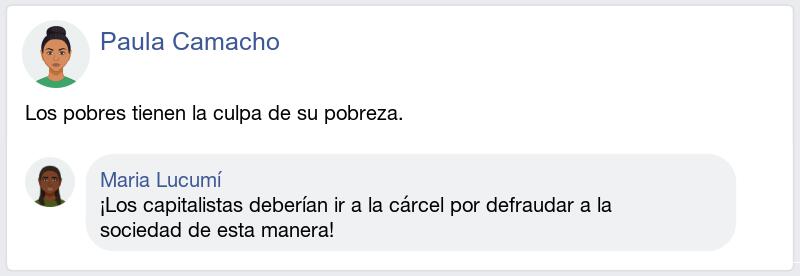 Paula Camacho
Los pobres tienen la culpa de su pobreza.
Maria Lucumí
¡Los capitalistas deberían ir a la cárcel por defraudar a la
sociedad de esta manera!